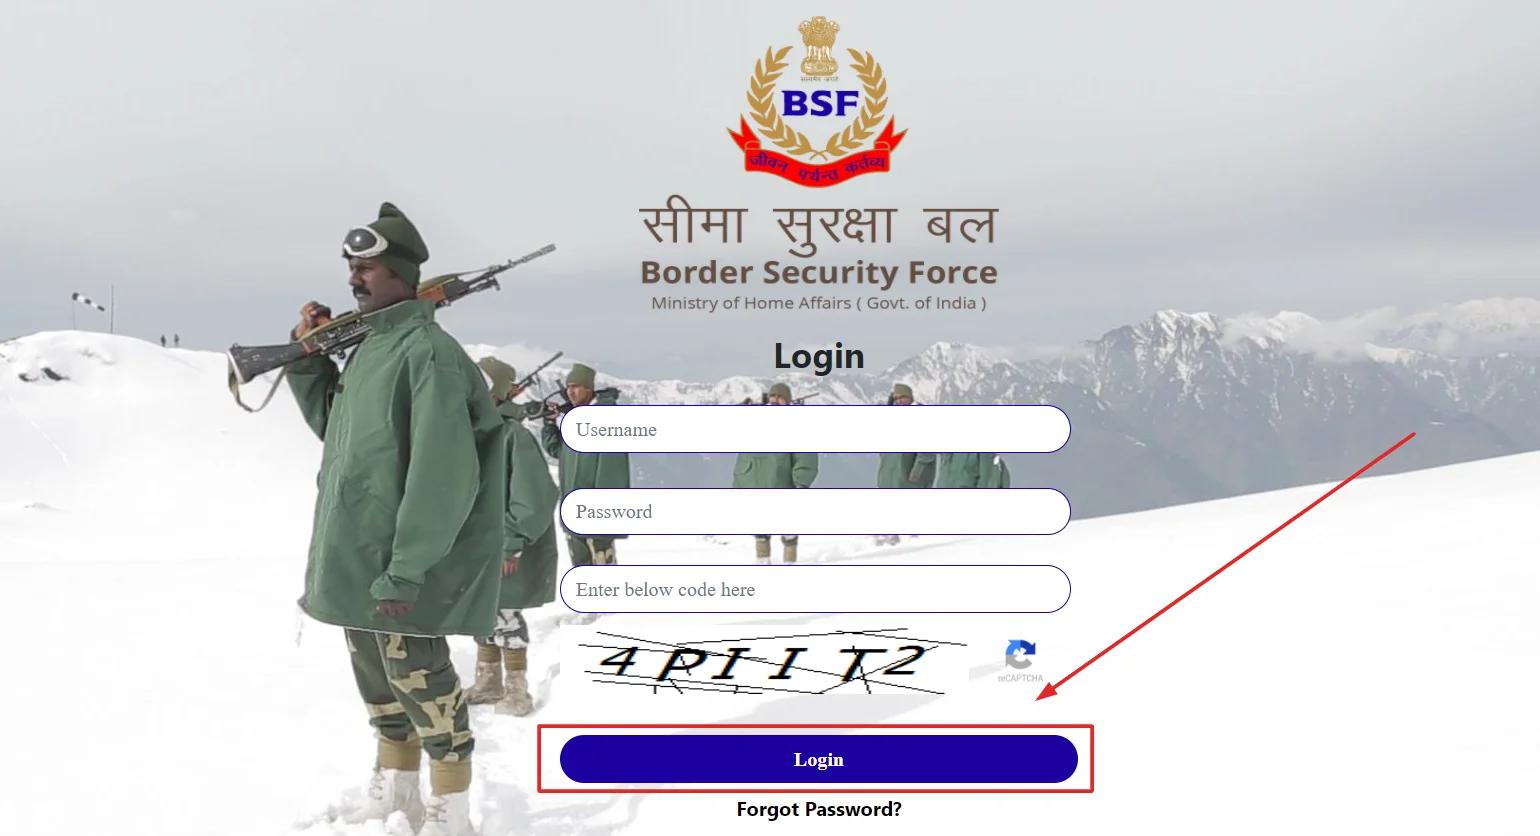 सत्यमेव जयते
BSF
जीवन पर्यन्त कर्तव्य
सीमा सुरक्षा बल
Border Security Force
Ministry of Home Affairs ( Govt. of India )
Login
Username
Password
Enter below code here
4PIIT2
reCAPTCHA
Login
Forgot Password?